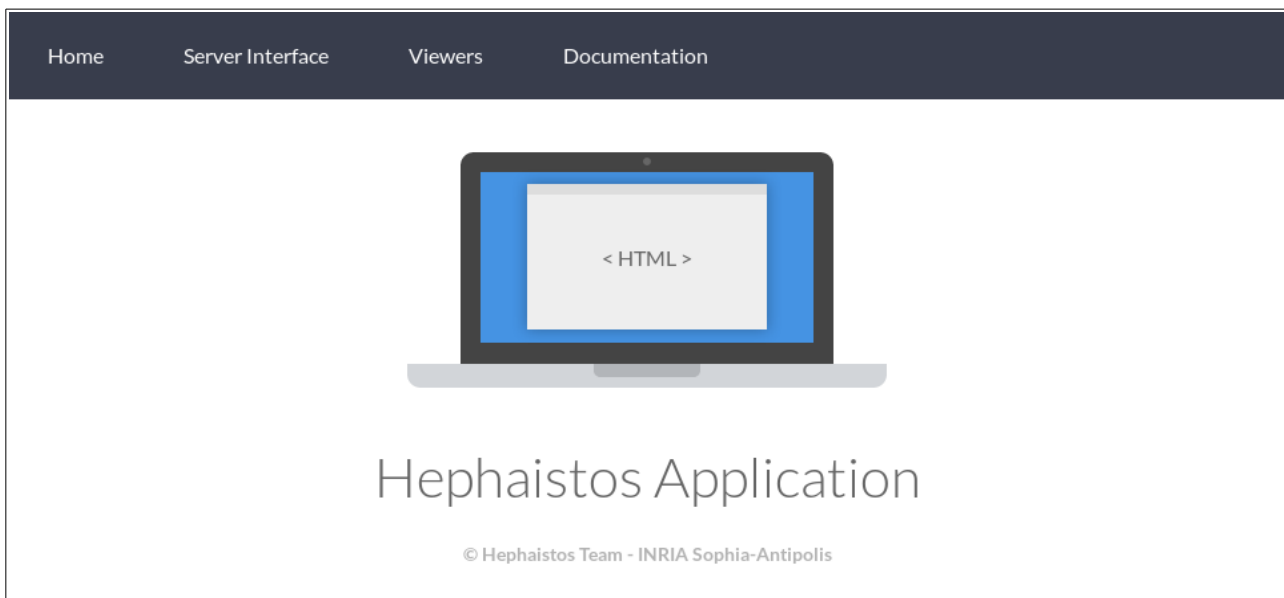 Home Server Interface Viewers Documentation
< HTML >
Hephaistos Application
© Hephaistos Team - INRIA Sophia-Antipolis